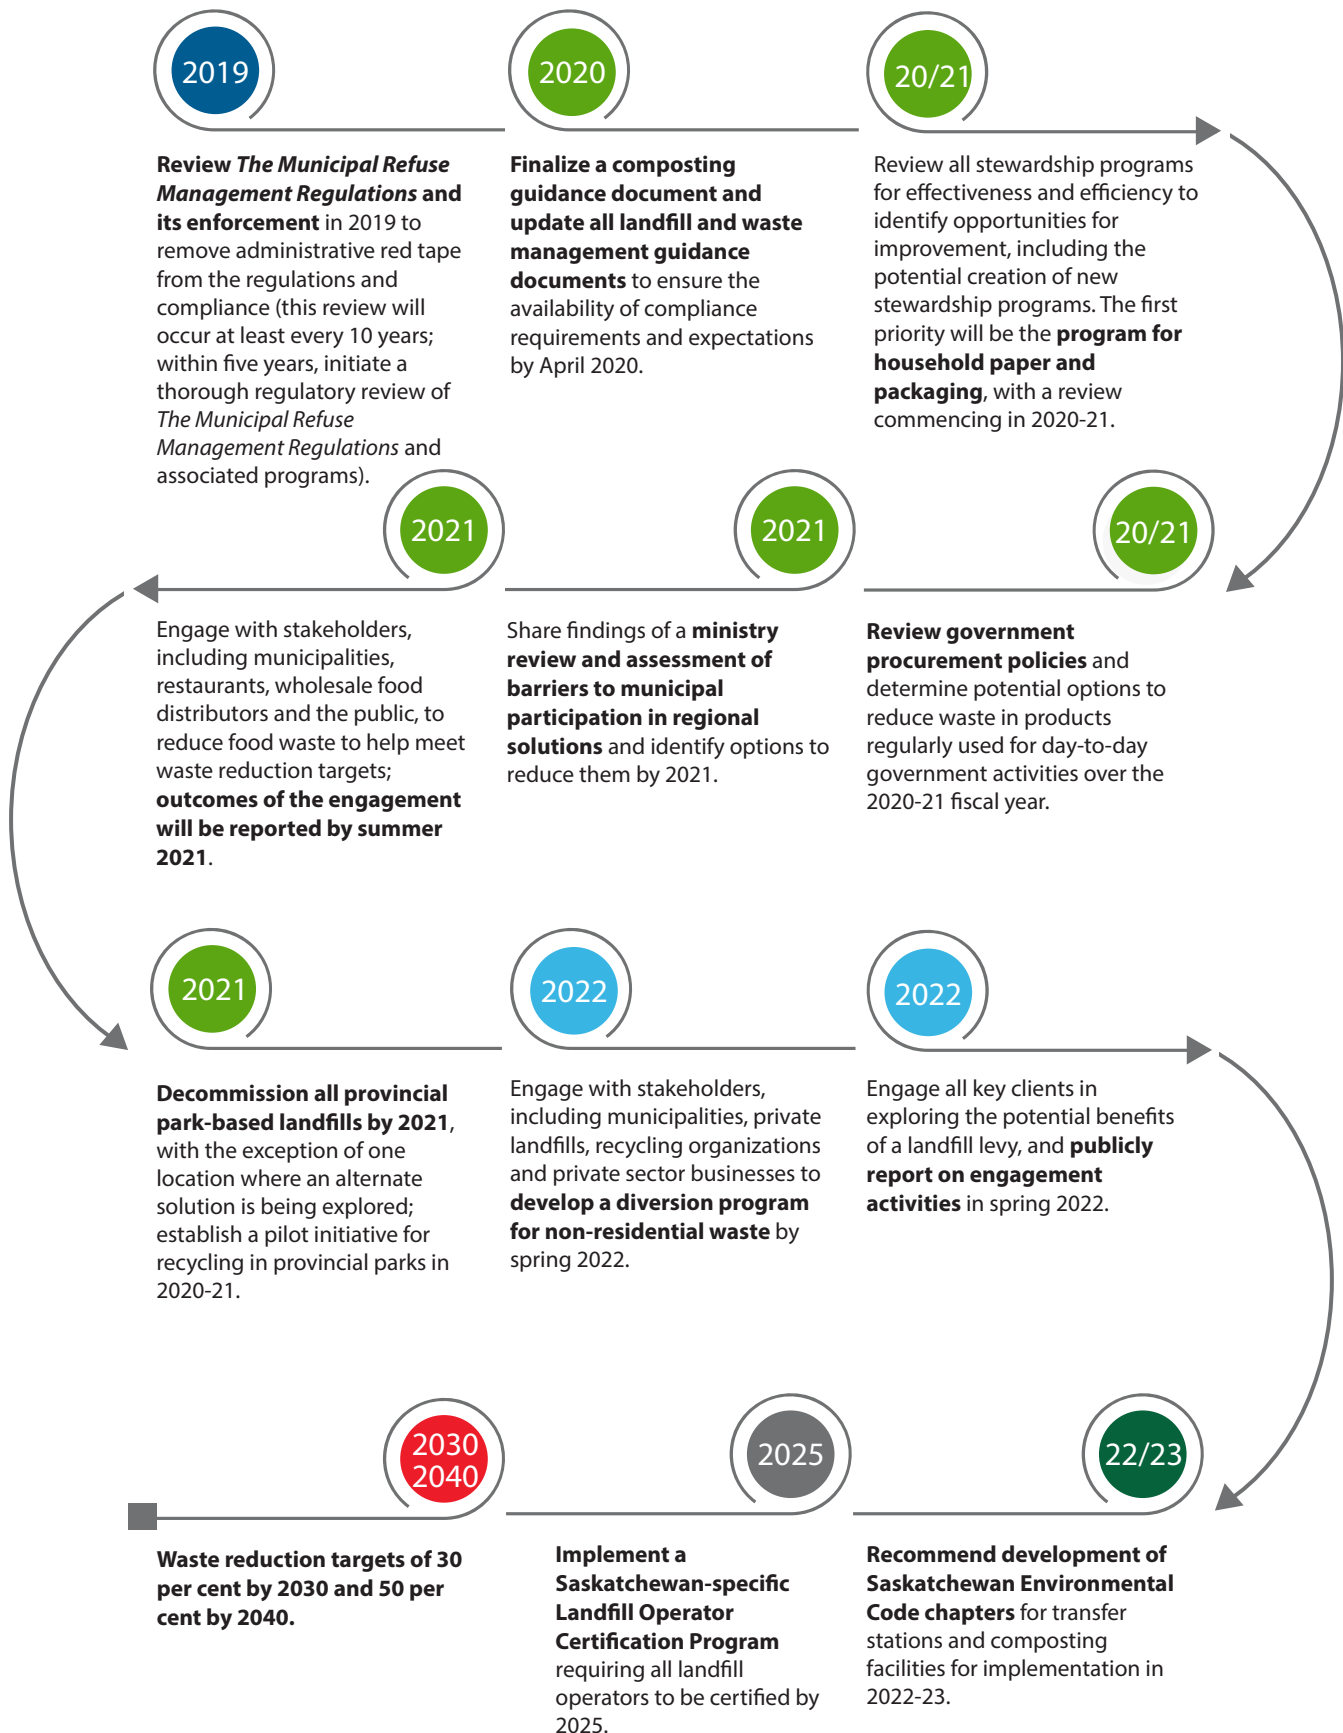 2019
Review The Municipal Refuse
Management Regulations and
its enforcement in 2019 to
remove administrative red tape
from the regulations and
compliance (this review will
occur at least every 10 years;
within five years, initiate a
thorough regulatory review of
The Municipal Refuse
Management Regulations and
associated programs).
2020
Finalize a composting
guidance document and
update all landfill and waste
management guidance
documents to ensure the
availability of compliance
requirements and expectations
by April 2020.
20/21
Review all stewardship programs
for effectiveness and efficiency to
identify opportunities for
improvement, including the
potential creation of new
stewardship programs. The first
priority will be the program for
household paper and
packaging, with a review
commencing in 2020-21.
20/21
Review government
procurement policies and
determine potential options to
reduce waste in products
regularly used for day-to-day
government activities over the
2020-21 fiscal year.
2021
Share findings of a ministry
review and assessment of
barriers to municipal
participation in regional
solutions and identify options to
reduce them by 2021.
2021
Engage with stakeholders,
including municipalities,
restaurants, wholesale food
distributors and the public, to
reduce food waste to help meet
waste reduction targets;
outcomes of the engagement
will be reported by summer
2021.
2021
Decommission all provincial
park-based landfills by 2021,
with the exception of one
location where an alternate
solution is being explored;
establish a pilot initiative for
recycling in provincial parks in
2020-21.
2022
Engage with stakeholders,
including municipalities, private
landfills, recycling organizations
and private sector businesses to
develop a diversion program
for non-residential waste by
spring 2022.
2022
Engage all key clients in
exploring the potential benefits
of a landfill levy, and publicly
report on engagement
activities in spring 2022.
22/23
Recommend development of
Saskatchewan Environmental
Code chapters for transfer
stations and composting
facilities for implementation in
2022-23.
2025
Implement a
Saskatchewan-specific
Landfill Operator
Certification Program
requiring all landfill
operators to be certified by
2025.
2030
2040
Waste reduction targets of 30
per cent by 2030 and 50 per
cent by 2040.